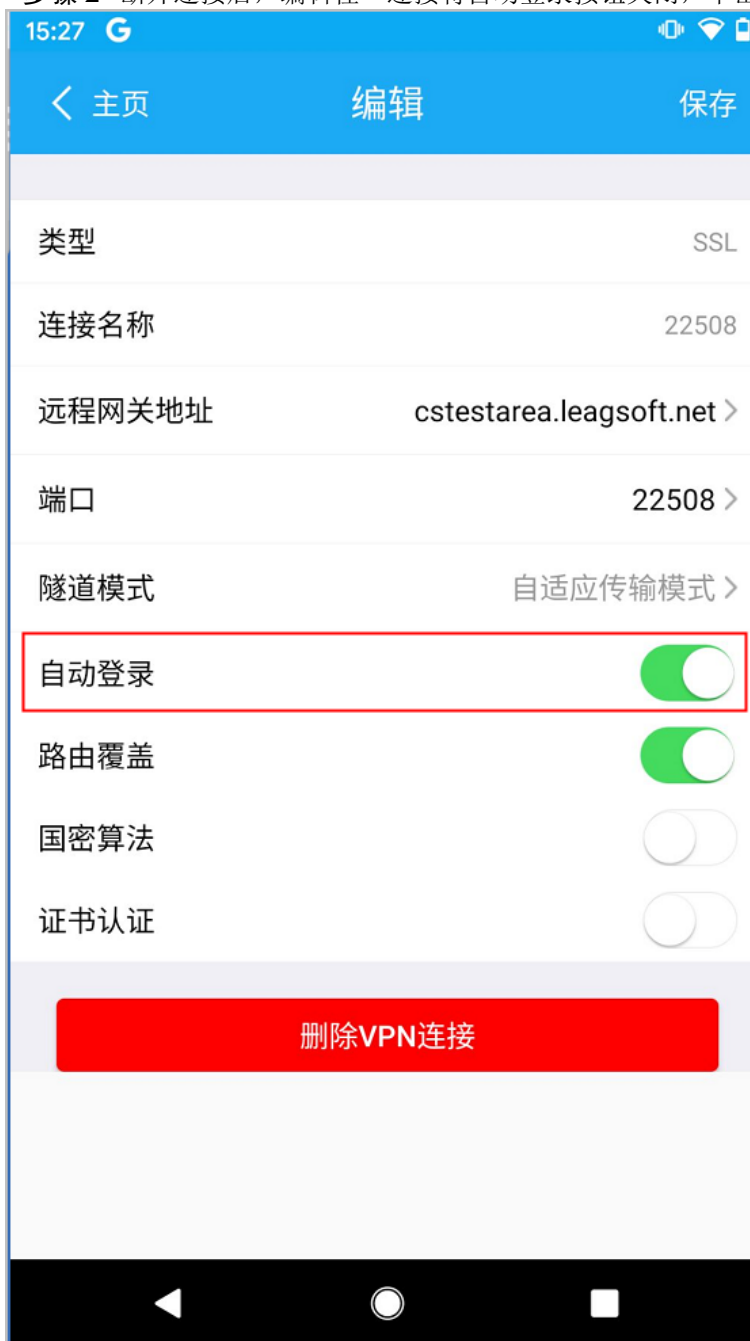 15:27 G
主页 编辑 保存
类型 SSL
连接名称 22508
远程网关地址 cstestarea.leagsoft.net
端口 22508
隧道模式 自适应传输模式
自动登录
路由覆盖
国密算法
证书认证
删除VPN连接